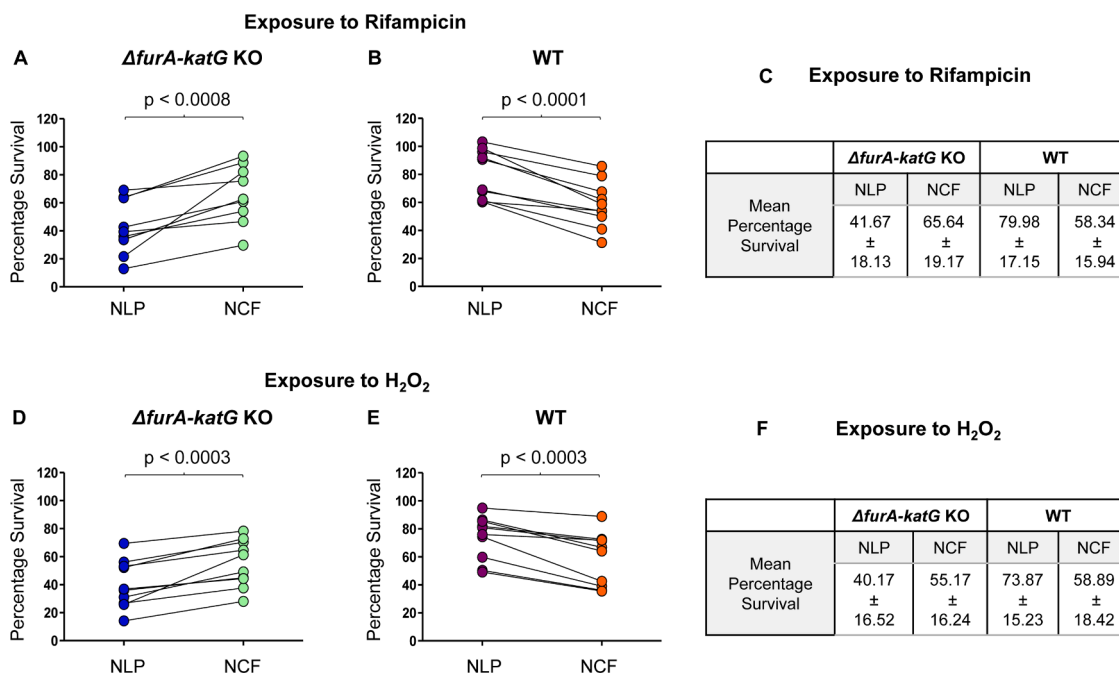 Exposure to Rifampicin
A ΔfurA-katG KO
B WT
C Exposure to Rifampicin
p < 0.0008
p < 0.0001
Percentage Survival
120
100
80
60
40
20
0
NLP NCF
Percentage Survival
120
100
80
60
40
20
0
NLP NCF
ΔfurA-katG KO WT
Mean Percentage Survival
NLP NCF NLP NCF
41.67 65.64 79.98 58.34
± ± ± ±
18.13 19.17 17.15 15.94
Exposure to H₂O₂
D ΔfurA-katG KO
E WT
F Exposure to H₂O₂
p < 0.0003
p < 0.0003
Percentage Survival
120
100
80
60
40
20
0
NLP NCF
Percentage Survival
120
100
80
60
40
20
0
NLP NCF
ΔfurA-katG KO WT
Mean Percentage Survival
NLP NCF NLP NCF
40.17 55.17 73.87 58.89
± ± ± ±
16.52 16.24 15.23 18.42